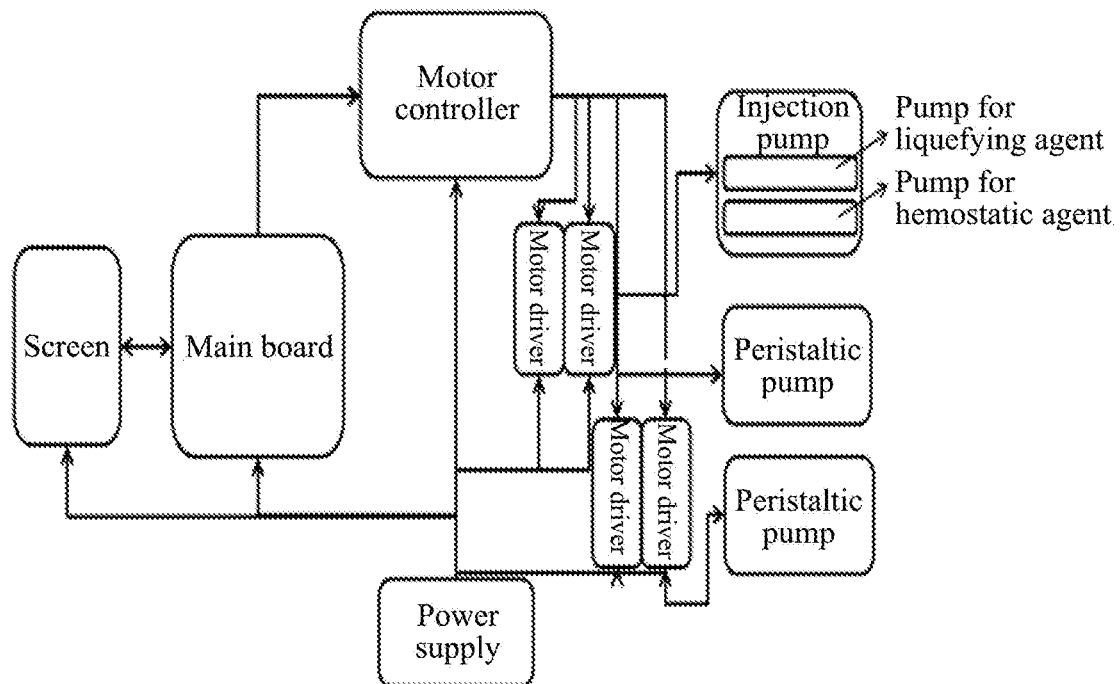 Motor
controller
Injection
pump
Pump for
liquefying agent
Pump for
hemostatic agent
Motor driver
Motor driver
Screen
Main board
Peristaltic
pump
Motor driver
Motor driver
Peristaltic
pump
Power
supply